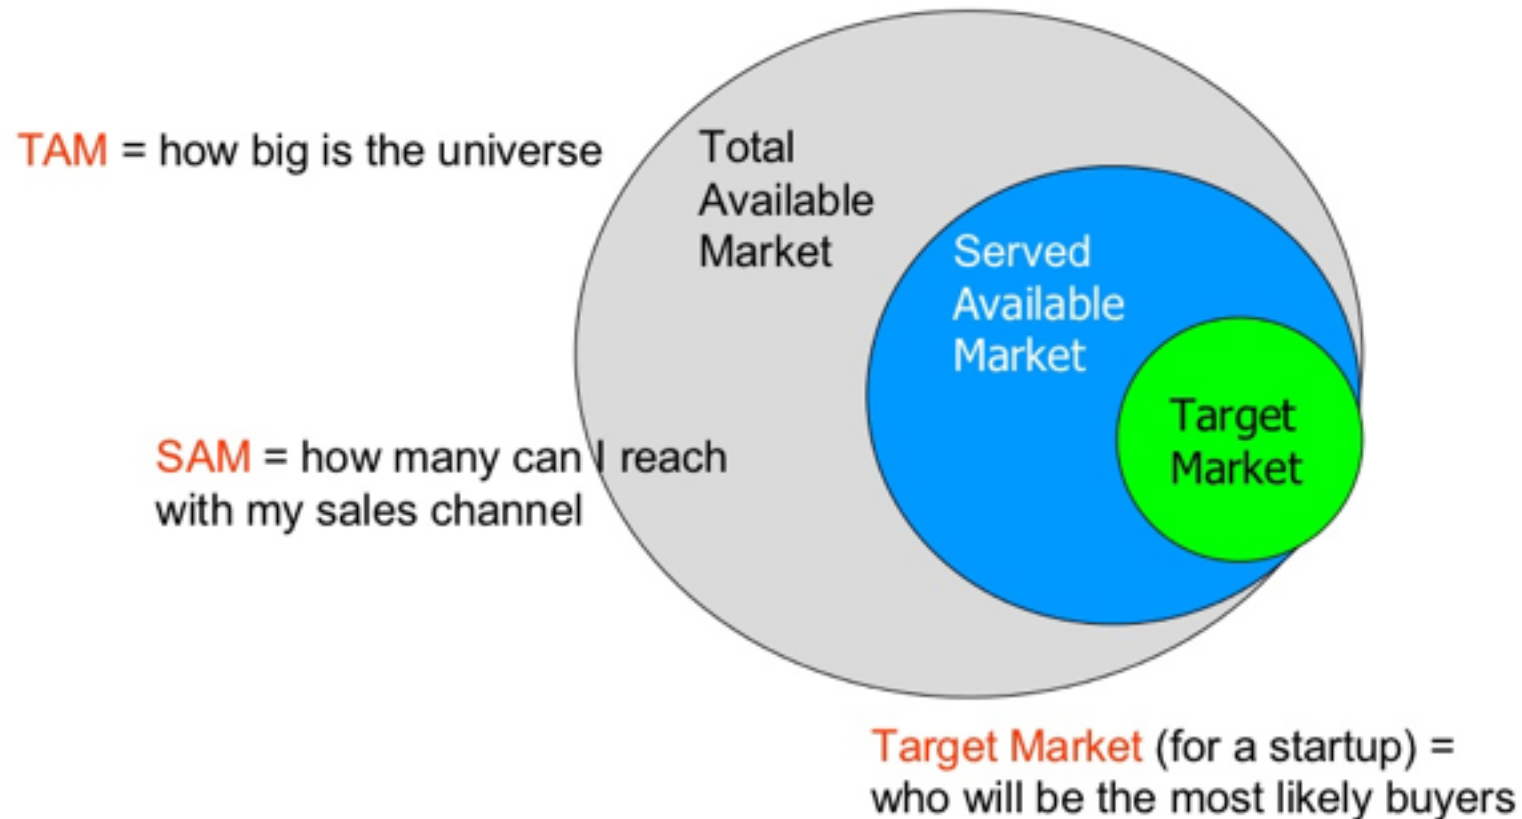 TAM = how big is the universe
Total
Available
Market
Served
Available
Market
Target
Market
SAM = how many can I reach
with my sales channel
Target Market (for a startup) =
who will be the most likely buyers